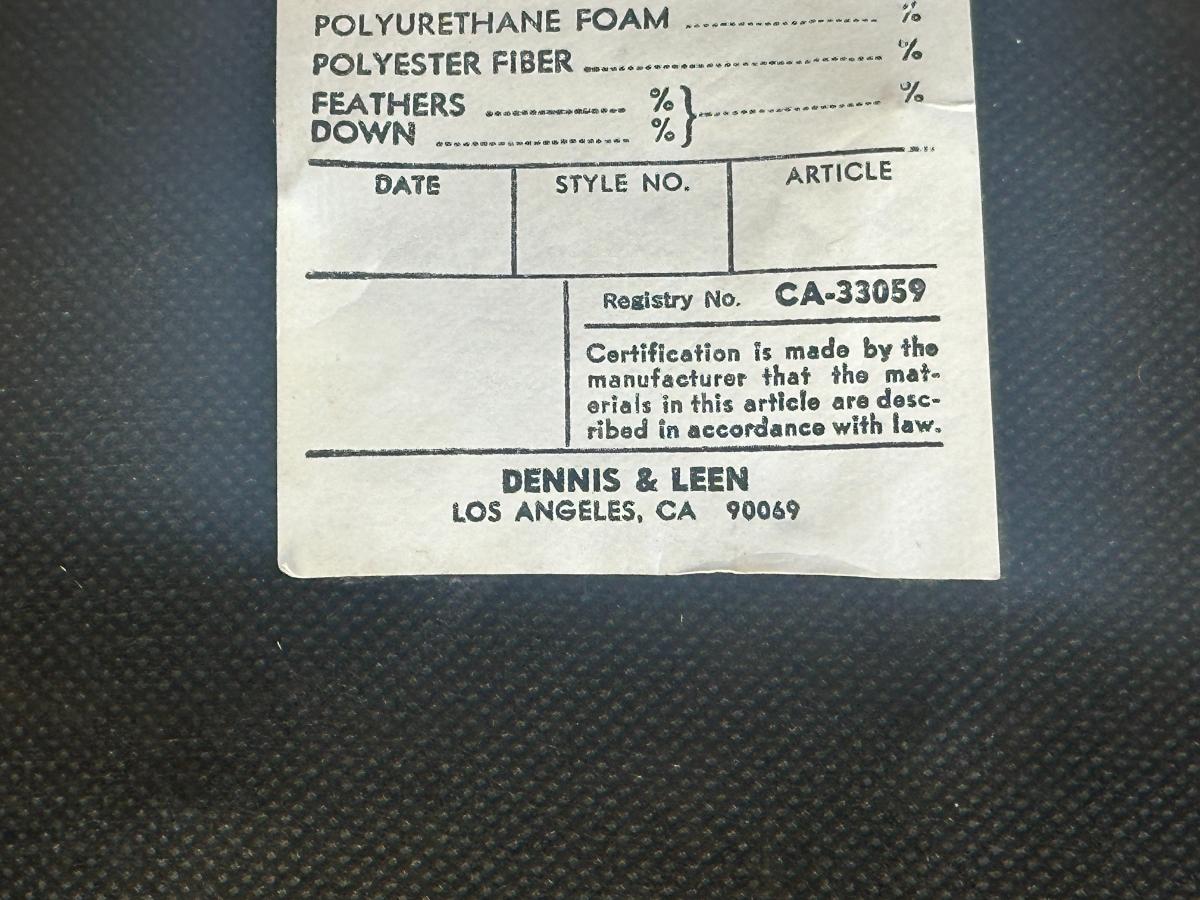 POLYURETHANE FOAM ........................ %
POLYESTER FIBER ........................ %
FEATHERS ............ % } ............ %
DOWN ............ %
DATE STYLE NO. ARTICLE
Registry No. CA-33059
Certification is made by the
manufacturer that the mat-
erials in this article are desc-
ribed in accordance with law.
DENNIS & LEEN
LOS ANGELES, CA 90069